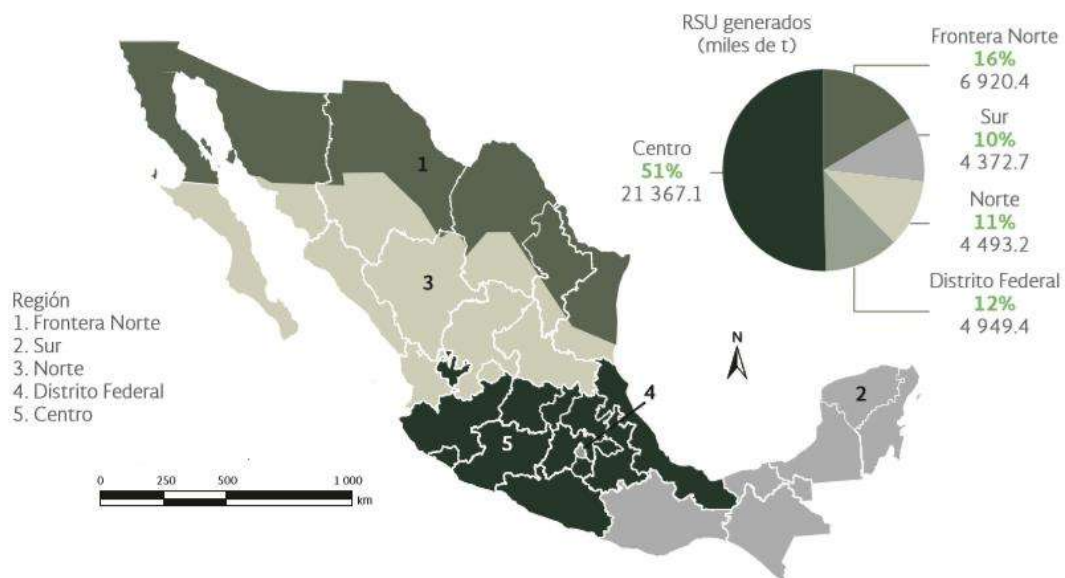 RSU generados
(miles de t)
Frontera Norte
16%
6 920.4
Sur
10%
4 372.7
Norte
11%
4 493.2
Distrito Federal
12%
4 949.4
Centro
51%
21 367.1
1
3
5
4
2
N
Región
1. Frontera Norte
2. Sur
3. Norte
4. Distrito Federal
5. Centro
0 250 500 1 000
km